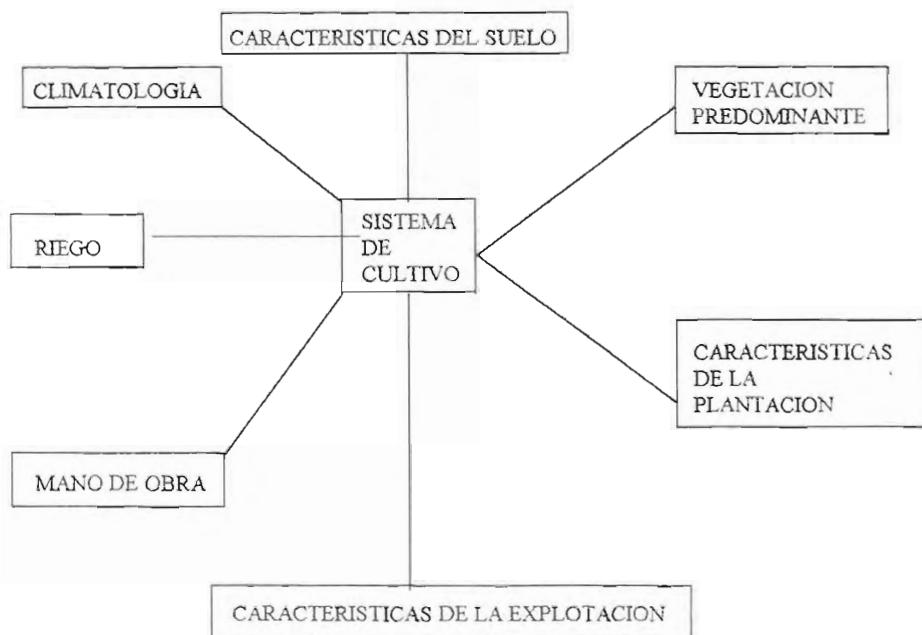 CARACTERISTICAS DEL SUELO
CLIMATOLOGIA
VEGETACION
PREDOMINANTE
SISTEMA
DE
CULTIVO
RIEGO
CARACTERISTICAS
DE LA
PLANTACION
MANO DE OBRA
CARACTERISTICAS DE LA EXPLOTACION